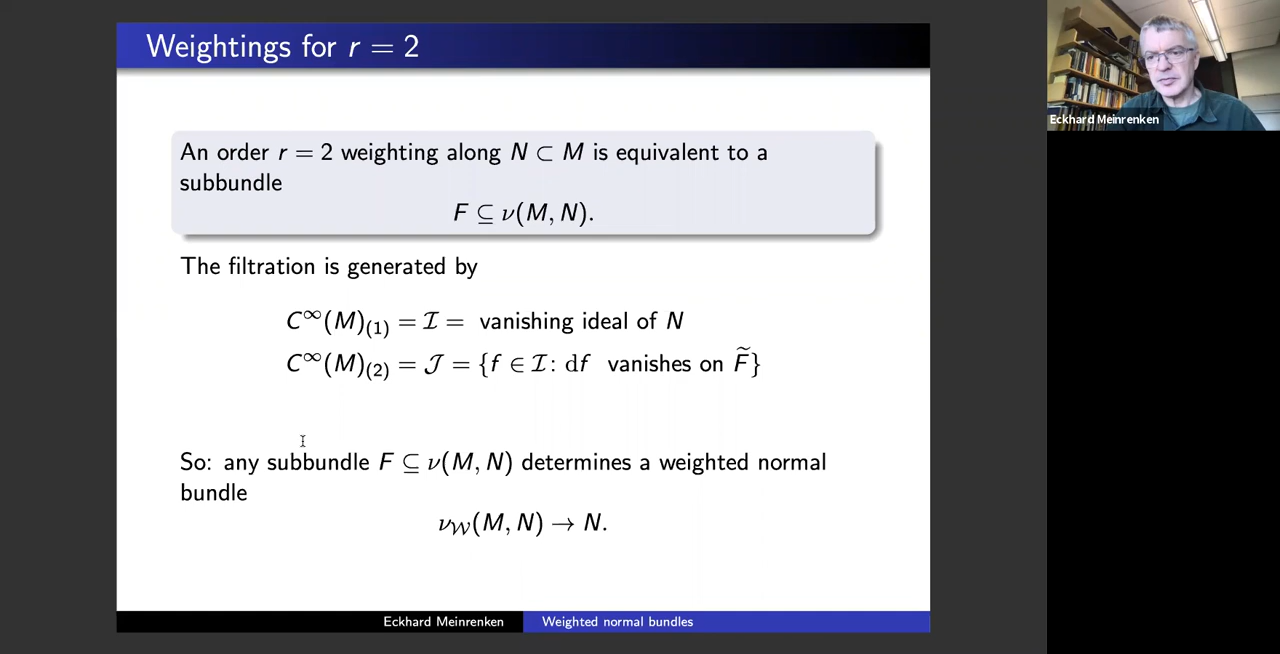 Weightings for r = 2
An order r = 2 weighting along N ⊂ M is equivalent to a
subbundle
F ⊆ ν(M, N).
The filtration is generated by
C^∞(M)_(1) = I = vanishing ideal of N
C^∞(M)_(2) = J = {f ∈ I : df vanishes on F̃}
So: any subbundle F ⊆ ν(M, N) determines a weighted normal
bundle
ν_W(M, N) → N.
Eckhard Meinrenken
Weighted normal bundles
Eckhard Meinrenken